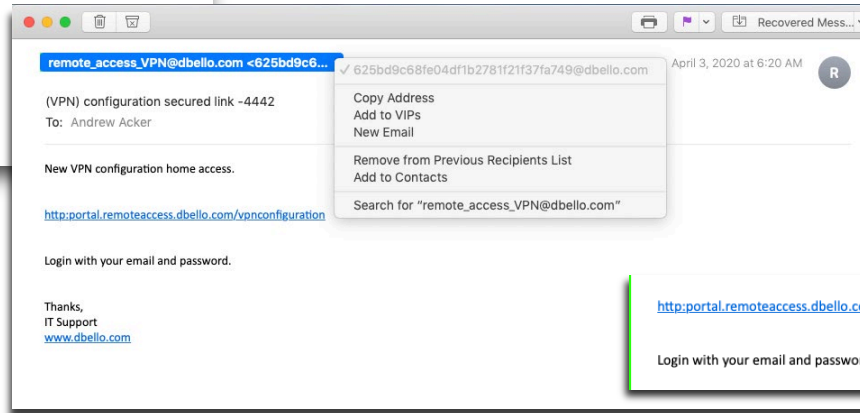 Recovered Mess...
remote_access_VPN@dbello.com <625bd9c6...
✓ 625bd9c68fe04df1b2781f21f37fa749@dbello.com
April 3, 2020 at 6:20 AM
R
(VPN) configuration secured link -4442
To: Andrew Acker
Copy Address
Add to VIPs
New Email
Remove from Previous Recipients List
Add to Contacts
Search for “remote_access_VPN@dbello.com”
New VPN configuration home access.
http:portal.remoteaccess.dbello.com/vpnconfiguration
Login with your email and password.
Thanks,
IT Support
www.dbello.com
http:portal.remoteaccess.dbello.co
Login with your email and passwor